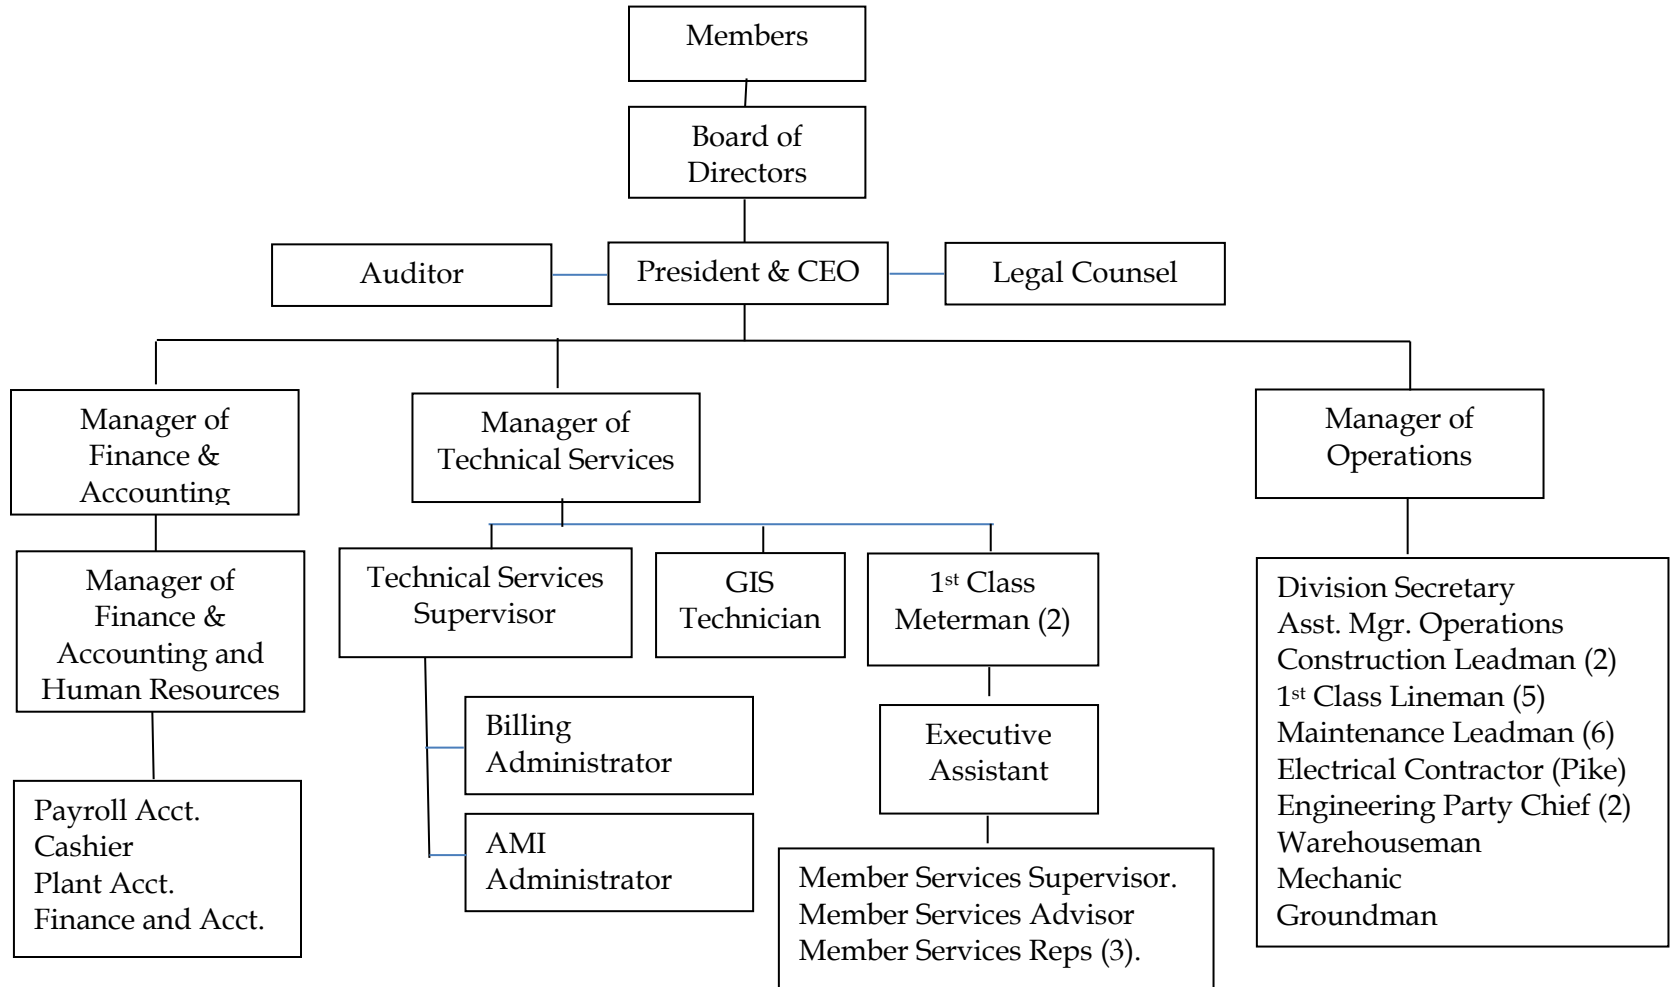 Members
Board of
Directors
Auditor
President & CEO
Legal Counsel
Manager of
Finance &
Accounting
Manager of
Technical Services
Manager of
Operations
Manager of
Finance &
Accounting and
Human Resources
Technical Services
Supervisor
GIS
Technician
1st Class
Meterman (2)
Billing
Administrator
AMI
Administrator
Executive
Assistant
Payroll Acct.
Cashier
Plant Acct.
Finance and Acct.
Member Services Supervisor.
Member Services Advisor
Member Services Reps (3).
Division Secretary
Asst. Mgr. Operations
Construction Leadman (2)
1st Class Lineman (5)
Maintenance Leadman (6)
Electrical Contractor (Pike)
Engineering Party Chief (2)
Warehouseman
Mechanic
Groundman